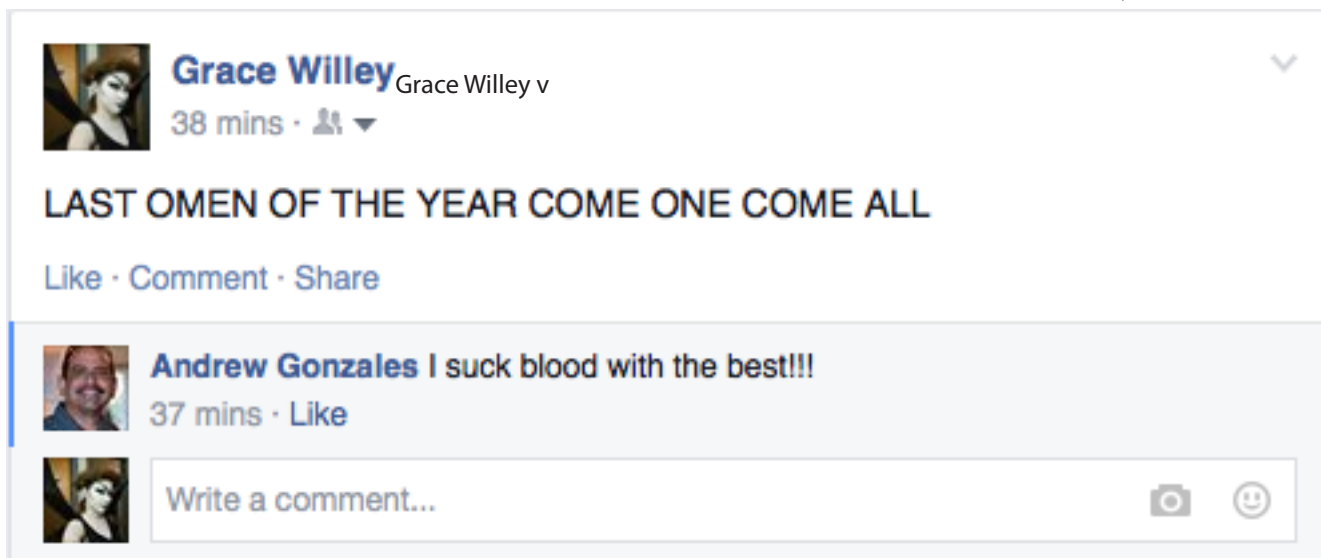 Grace Willey Grace Willey v
38 mins ·
LAST OMEN OF THE YEAR COME ONE COME ALL
Like · Comment · Share
Andrew Gonzales I suck blood with the best!!!
37 mins · Like
Write a comment...